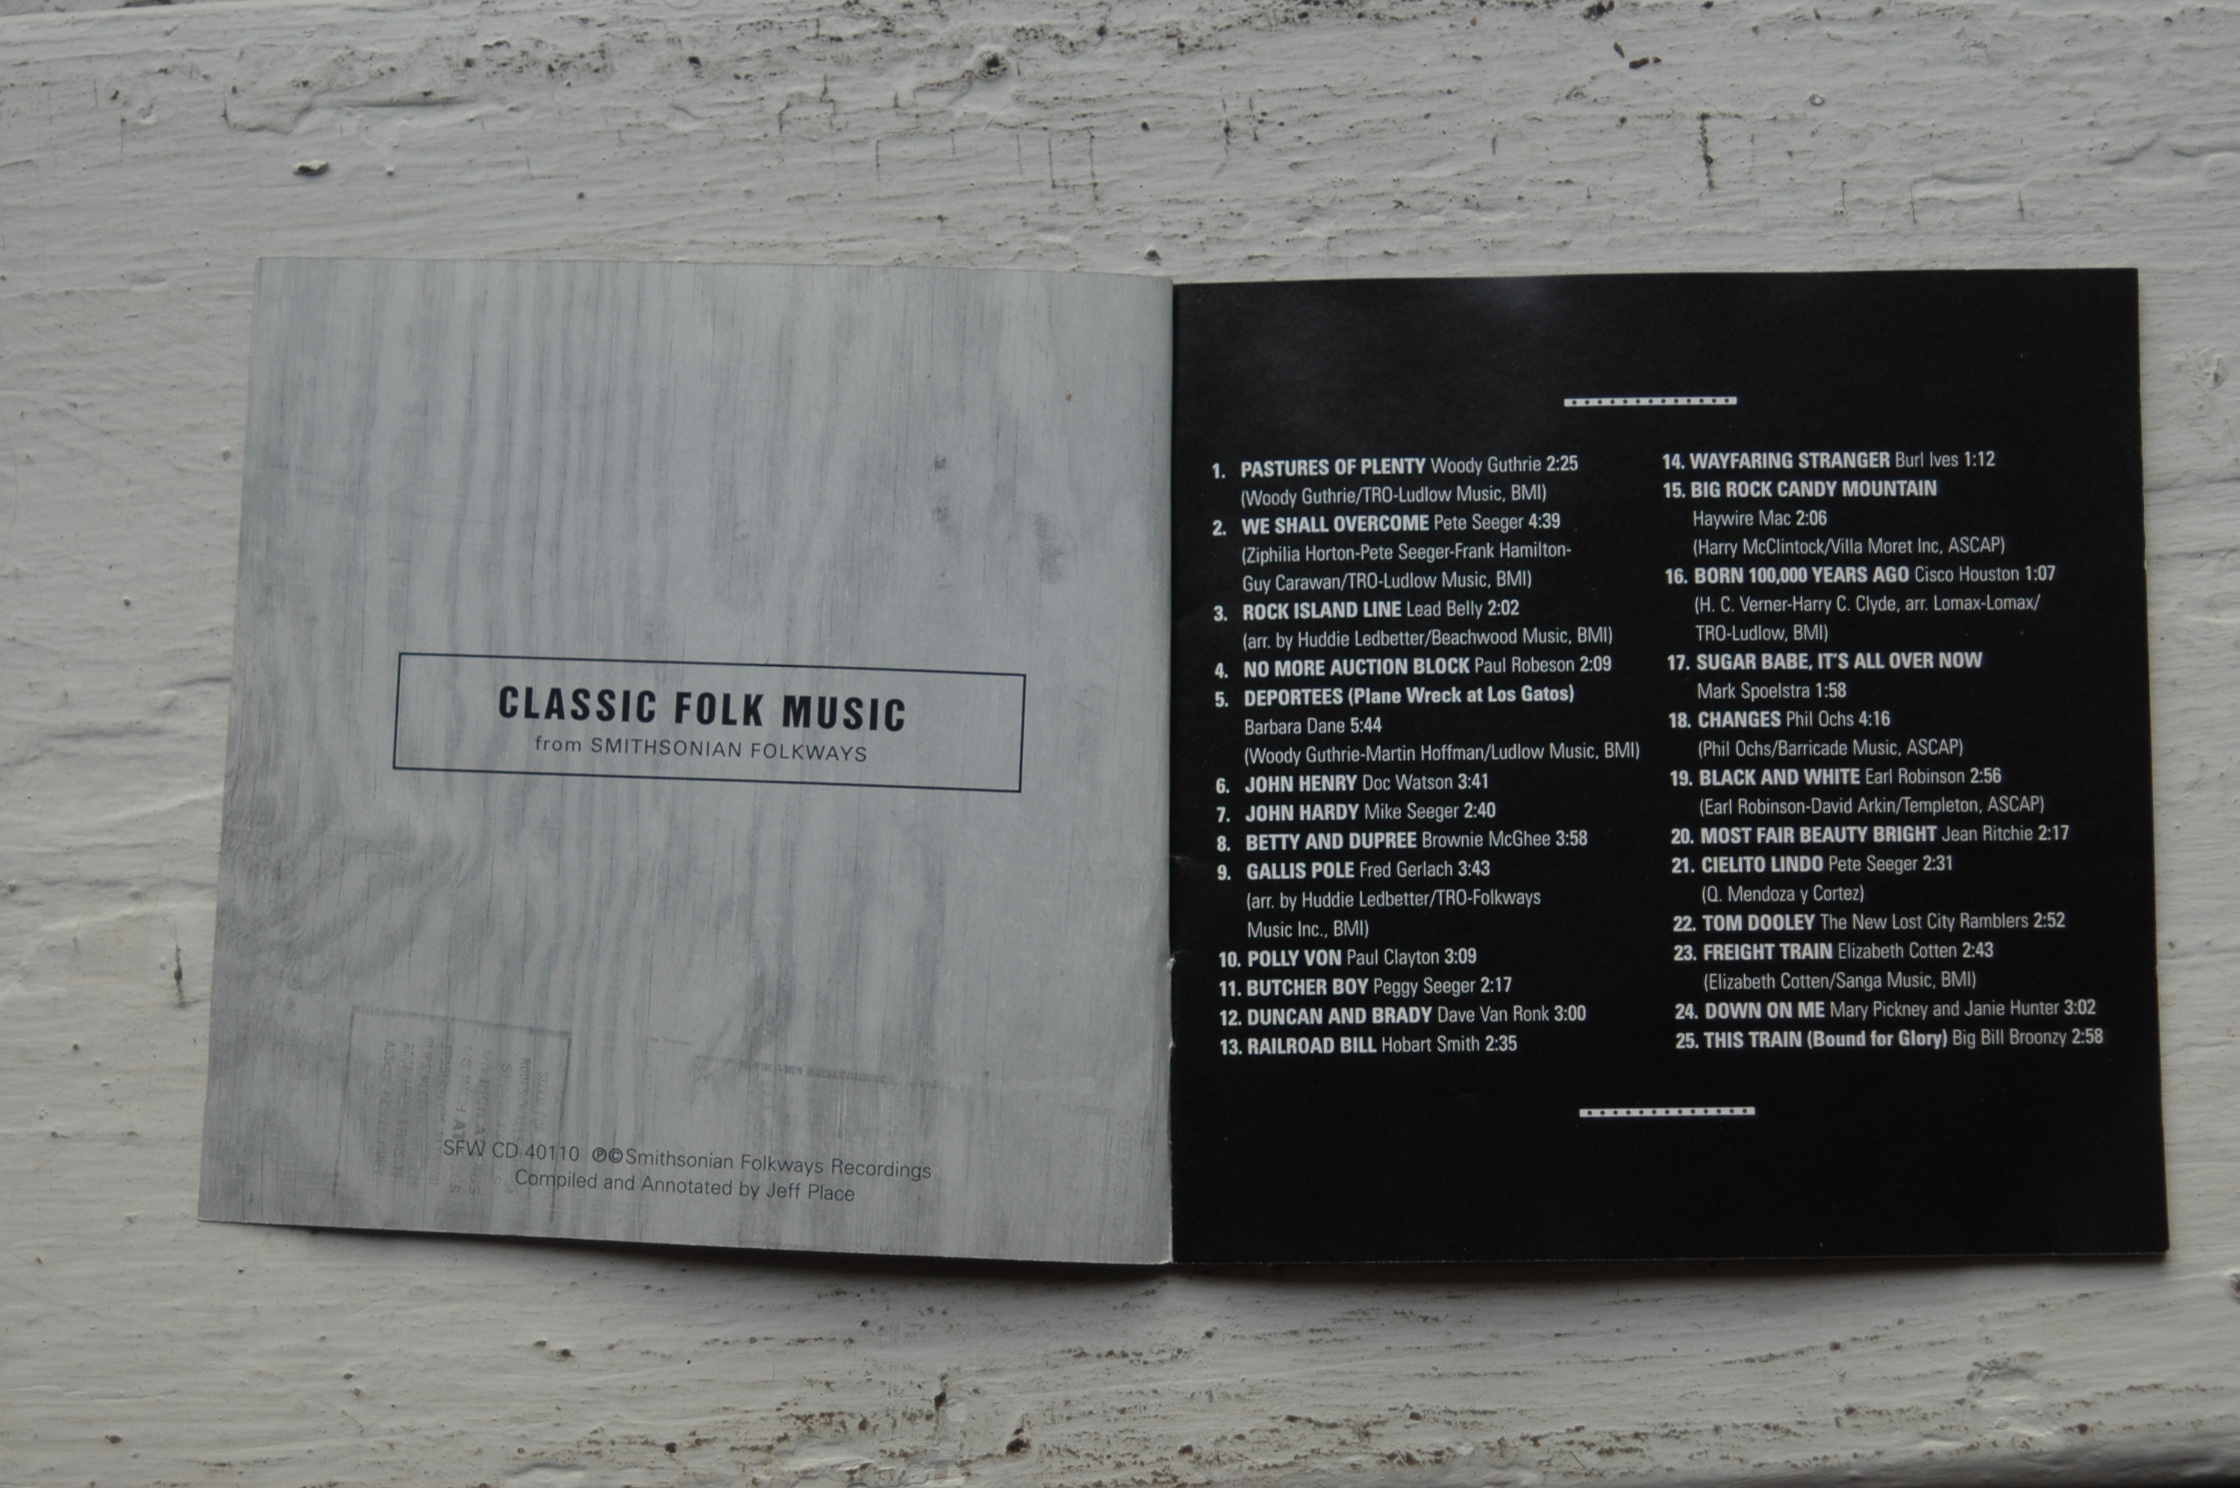 CLASSIC FOLK MUSIC
from SMITHSONIAN FOLKWAYS
SFW CD 40110 ℗©Smithsonian Folkways Recordings
Compiled and Annotated by Jeff Place
1. PASTURES OF PLENTY Woody Guthrie 2:25
(Woody Guthrie/TRO-Ludlow Music, BMI)
2. WE SHALL OVERCOME Pete Seeger 4:39
(Ziphilia Horton-Pete Seeger-Frank Hamilton-
Guy Carawan/TRO-Ludlow Music, BMI)
3. ROCK ISLAND LINE Lead Belly 2:02
(arr. by Huddie Ledbetter/Beachwood Music, BMI)
4. NO MORE AUCTION BLOCK Paul Robeson 2:09
5. DEPORTEES (Plane Wreck at Los Gatos)
Barbara Dane 5:44
(Woody Guthrie-Martin Hoffman/Ludlow Music, BMI)
6. JOHN HENRY Doc Watson 3:41
7. JOHN HARDY Mike Seeger 2:40
8. BETTY AND DUPREE Brownie McGhee 3:58
9. GALLIS POLE Fred Gerlach 3:43
(arr. by Huddie Ledbetter/TRO-Folkways
Music Inc., BMI)
10. POLLY VON Paul Clayton 3:09
11. BUTCHER BOY Peggy Seeger 2:17
12. DUNCAN AND BRADY Dave Van Ronk 3:00
13. RAILROAD BILL Hobart Smith 2:35
14. WAYFARING STRANGER Burl Ives 1:12
15. BIG ROCK CANDY MOUNTAIN
Haywire Mac 2:06
(Harry McClintock/Villa Moret Inc, ASCAP)
16. BORN 100,000 YEARS AGO Cisco Houston 1:07
(H. C. Verner-Harry C. Clyde, arr. Lomax-Lomax/
TRO-Ludlow, BMI)
17. SUGAR BABE, IT'S ALL OVER NOW
Mark Spoelstra 1:58
18. CHANGES Phil Ochs 4:16
(Phil Ochs/Barricade Music, ASCAP)
19. BLACK AND WHITE Earl Robinson 2:56
(Earl Robinson-David Arkin/Templeton, ASCAP)
20. MOST FAIR BEAUTY BRIGHT Jean Ritchie 2:17
21. CIELITO LINDO Pete Seeger 2:31
(Q. Mendoza y Cortez)
22. TOM DOOLEY The New Lost City Ramblers 2:52
23. FREIGHT TRAIN Elizabeth Cotten 2:43
(Elizabeth Cotten/Sanga Music, BMI)
24. DOWN ON ME Mary Pickney and Janie Hunter 3:02
25. THIS TRAIN (Bound for Glory) Big Bill Broonzy 2:58